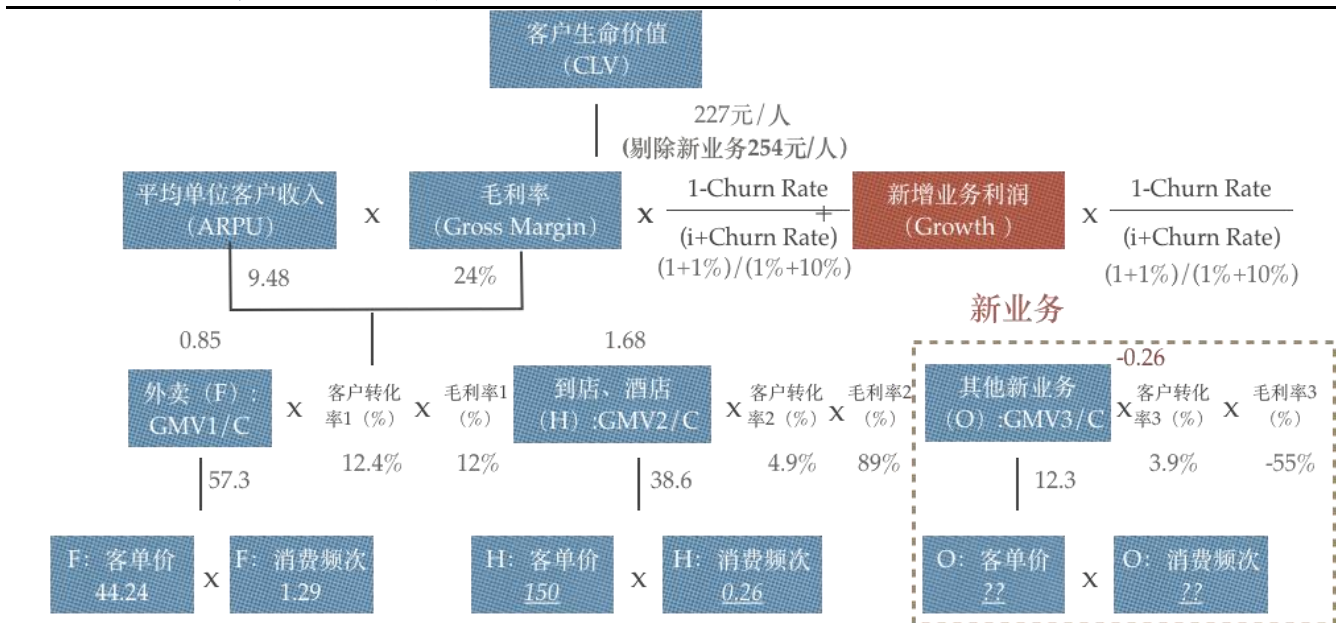 客户生命价值
（CLV）
227元/人
(剔除新业务254元/人)
平均单位客户收入
（ARPU）
x
毛利率
（Gross Margin）
x
1-Churn Rate
(i+Churn Rate)
+
新增业务利润
（Growth ）
x
1-Churn Rate
(i+Churn Rate)
9.48
24%
(1+1%)/(1%+10%)
(1+1%)/(1%+10%)
新业务
0.85
1.68
-0.26
外卖（F）:
GMV1/C
x
客户转化
率1（%）
x
毛利率1
（%）
到店、酒店
（H）:GMV2/C
x
客户转化
率2（%）
x
毛利率2
（%）
其他新业务
（O）:GMV3/C
x
客户转化
率3（%）
x
毛利率3
（%）
12.4%
12%
4.9%
89%
3.9%
-55%
57.3
38.6
12.3
F：客单价
44.24
x
F：消费频次
1.29
H：客单价
150
x
H：消费频次
0.26
O：客单价
??
x
O：消费频次
??